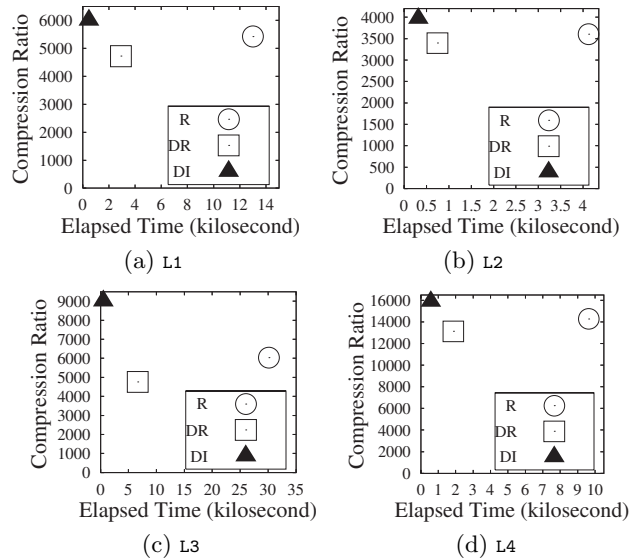 Compression Ratio
6000
5000
4000
3000
2000
1000
0
R
DR
DI
0 2 4 6 8 10 12 14
Elapsed Time (kilosecond)
(a) L1
Compression Ratio
4000
3500
3000
2500
2000
1500
1000
500
0
R
DR
DI
0 0.5 1 1.5 2 2.5 3 3.5 4
Elapsed Time (kilosecond)
(b) L2
Compression Ratio
9000
8000
7000
6000
5000
4000
3000
2000
1000
0
R
DR
DI
0 5 10 15 20 25 30 35
Elapsed Time (kilosecond)
(c) L3
Compression Ratio
16000
14000
12000
10000
8000
6000
4000
2000
0
R
DR
DI
0 1 2 3 4 5 6 7 8 9 10
Elapsed Time (kilosecond)
(d) L4